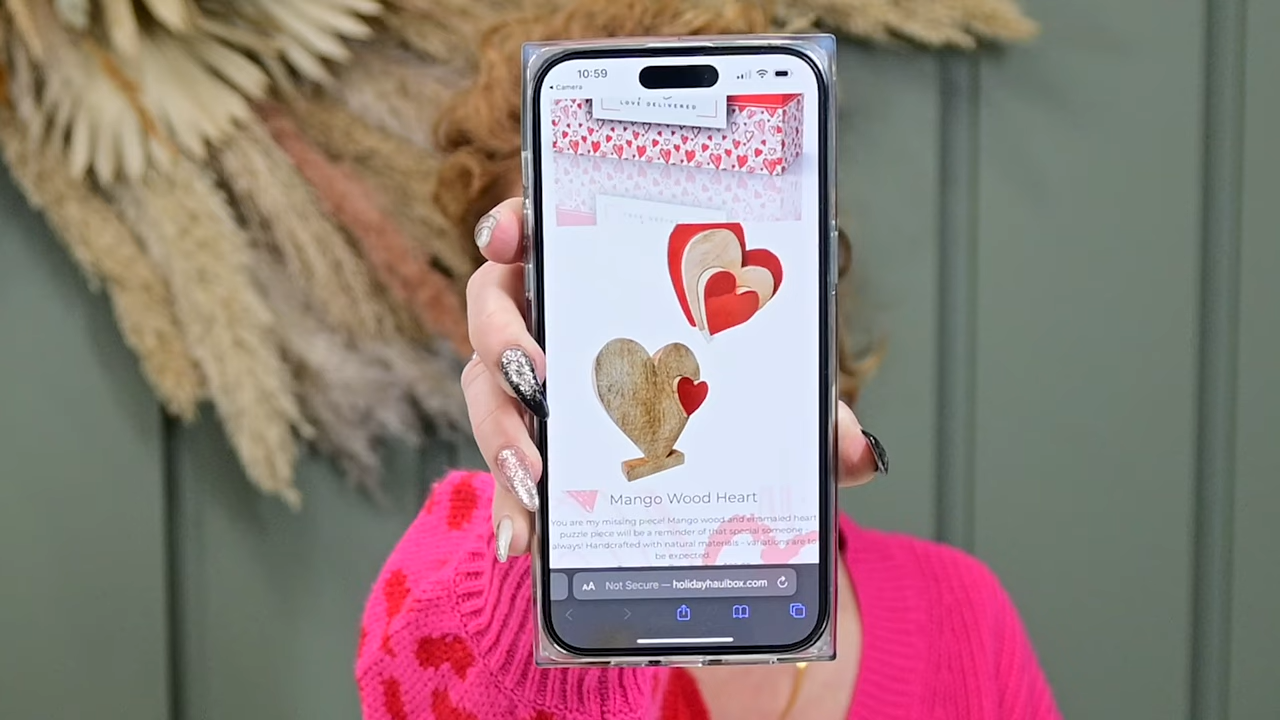 10:59
◂ Camera
LOVE DELIVERED
Mango Wood Heart
You are my missing piece! Mango wood and enmaled heart
puzzle piece will be a reminder of that special someone
always! Handcrafted with natural materials - variations are to
be expected.
AA Not Secure — holidayhaulbox.com